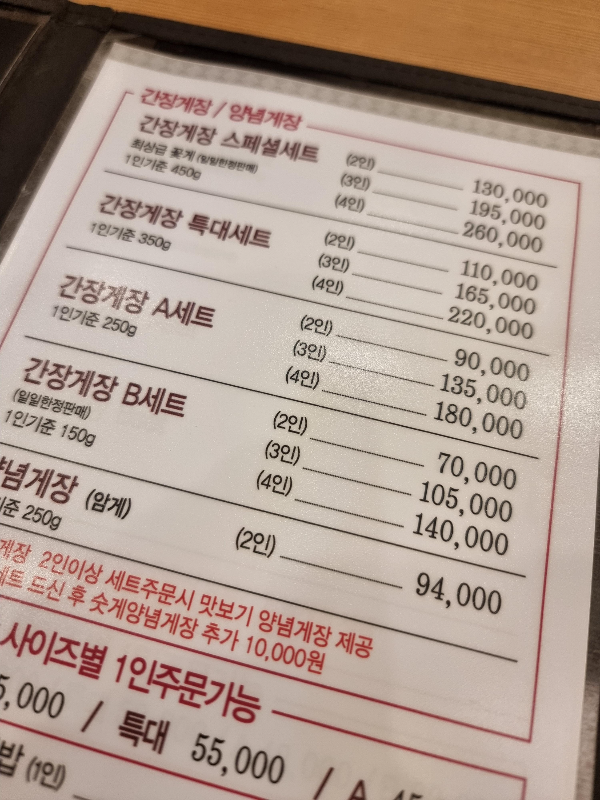 간장게장 / 양념게장
간장게장 스페셜세트 (2인) 130,000
최상급 꽃게 (일일한정판매) (3인) 195,000
1인기준 450g (4인) 260,000
간장게장 특대세트 (2인) 110,000
1인기준 350g (3인) 165,000
(4인) 220,000
간장게장 A세트 (2인) 90,000
1인기준 250g (3인) 135,000
(4인) 180,000
간장게장 B세트 (2인) 70,000
(일일한정판매) (3인) 105,000
1인기준 150g (4인) 140,000
념게장 (암게) (2인) 94,000
준 250g
게장 2인이상 세트주문시 맛보기 양념게장 제공
세트 드신 후 숫게양념게장 추가 10,000원
사이즈별 1인주문가능
5,000 / 특대 55,000 / A
밥 (1인)